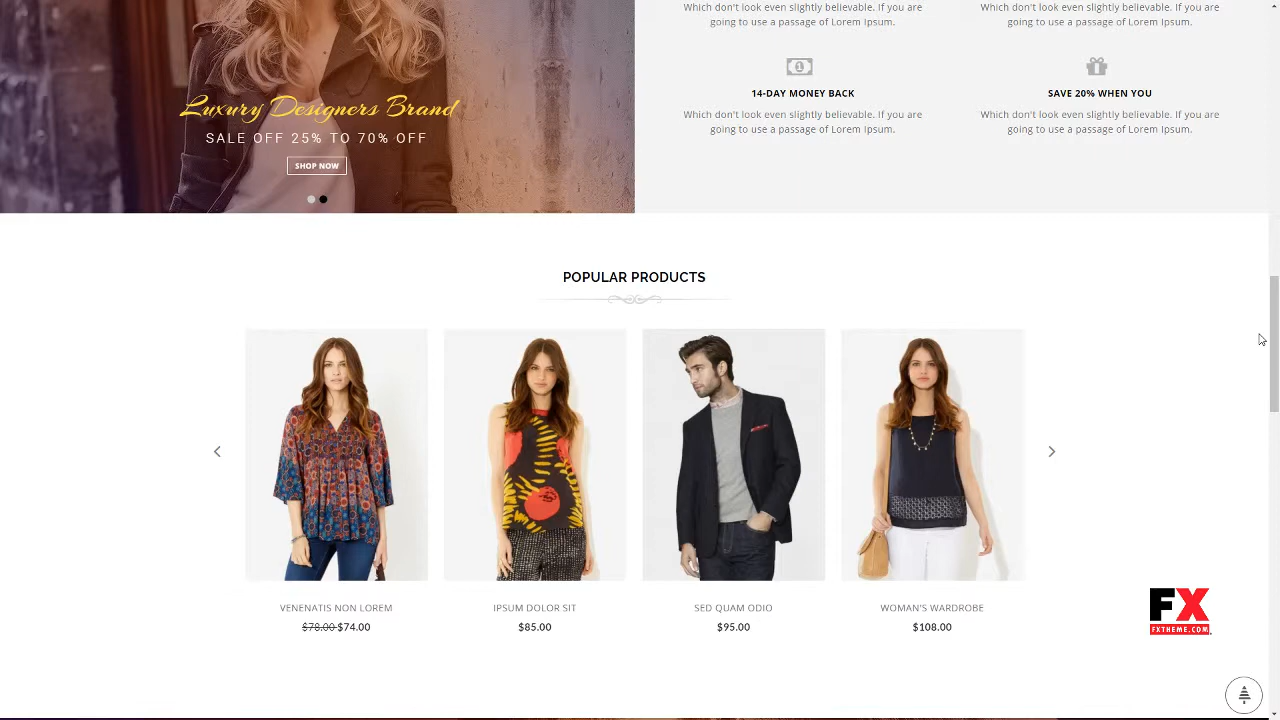 Which don't look even slightly believable. If you are
going to use a passage of Lorem Ipsum.
Which don't look even slightly believable. If you are
going to use a passage of Lorem Ipsum.
Luxury Designers Brand
SALE OFF 25% TO 70% OFF
SHOP NOW
14-DAY MONEY BACK
Which don't look even slightly believable. If you are
going to use a passage of Lorem Ipsum.
SAVE 20% WHEN YOU
Which don't look even slightly believable. If you are
going to use a passage of Lorem Ipsum.
POPULAR PRODUCTS
VENENATIS NON LOREM
$78.00 $74.00
IPSUM DOLOR SIT
$85.00
SED QUAM ODIO
$95.00
WOMAN'S WARDROBE
$108.00
FX
FXTHEME.COM